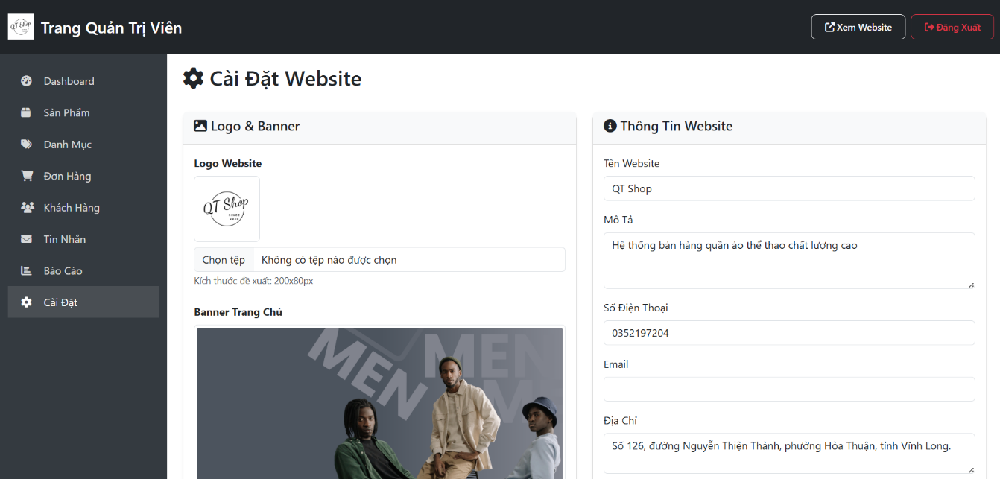 QT Shop
Trang Quản Trị Viên
Xem Website
Đăng Xuất
Dashboard
Sản Phẩm
Danh Mục
Đơn Hàng
Khách Hàng
Tin Nhắn
Báo Cáo
Cài Đặt
Cài Đặt Website
Logo & Banner
Logo Website
QT Shop
SINCE
2025
Chọn tệp
Không có tệp nào được chọn
Kích thước đề xuất: 200x80px
Banner Trang Chủ
MEN
MEN
Thông Tin Website
Tên Website
QT Shop
Mô Tả
Hệ thống bán hàng quần áo thể thao chất lượng cao
Số Điện Thoại
0352197204
Email
Địa Chỉ
Số 126, đường Nguyễn Thiện Thành, phường Hòa Thuận, tỉnh Vĩnh Long.